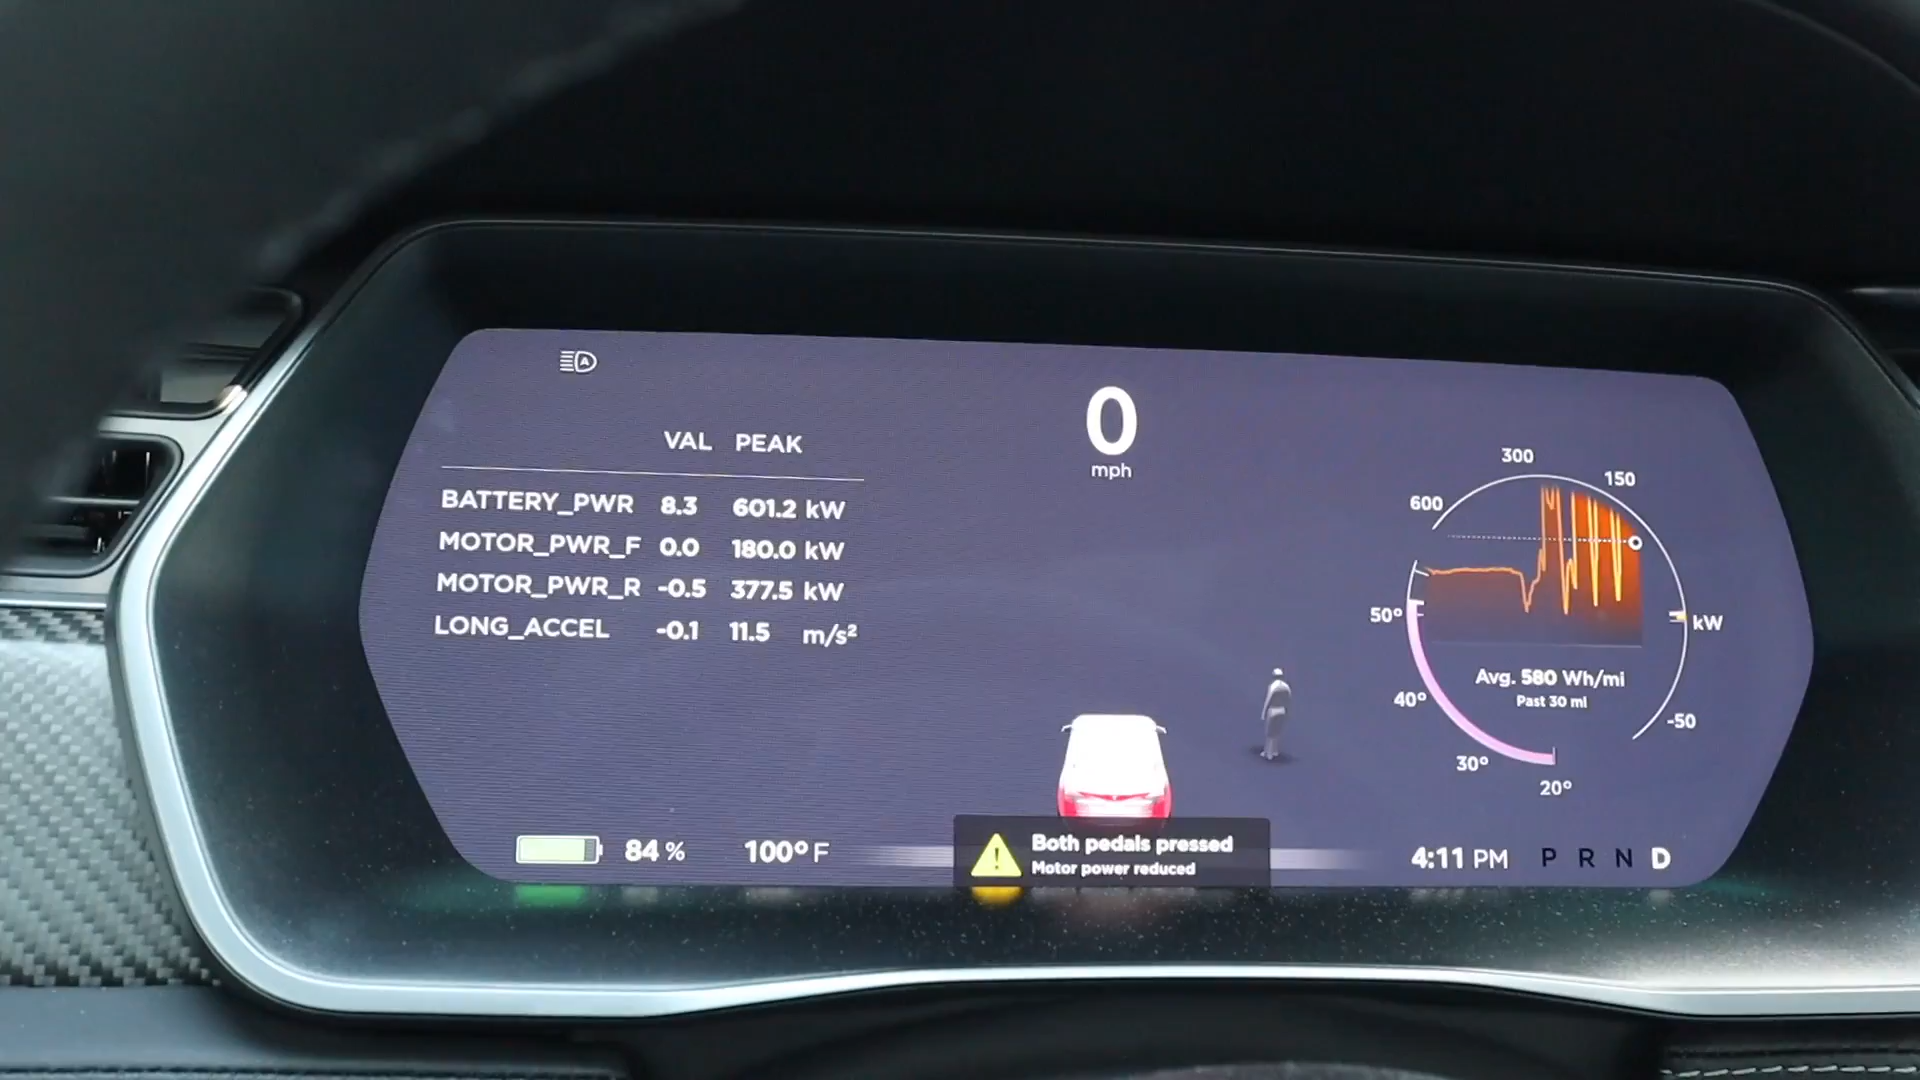 A
VAL PEAK
BATTERY_PWR 8.3 601.2 kW
MOTOR_PWR_F 0.0 180.0 kW
MOTOR_PWR_R -0.5 377.5 kW
LONG_ACCEL -0.1 11.5 m/s²
0
mph
300
150
600
50°
kW
Avg. 580 Wh/mi
Past 30 mi
40°
-50
30°
20°
84 %
100° F
Both pedals pressed
Motor power reduced
4:11 PM
P R N D